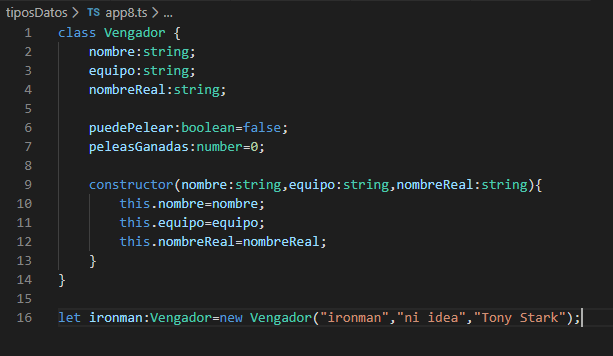 tiposDatos > TS app8.ts > ...
1 class Vengador {
2     nombre:string;
3     equipo:string;
4     nombreReal:string;
5
6     puedePelear:boolean=false;
7     peleasGanadas:number=0;
8
9     constructor(nombre:string,equipo:string,nombreReal:string){
10         this.nombre=nombre;
11         this.equipo=equipo;
12         this.nombreReal=nombreReal;
13     }
14 }
15
16 let ironman:Vengador=new Vengador("ironman","ni idea","Tony Stark");